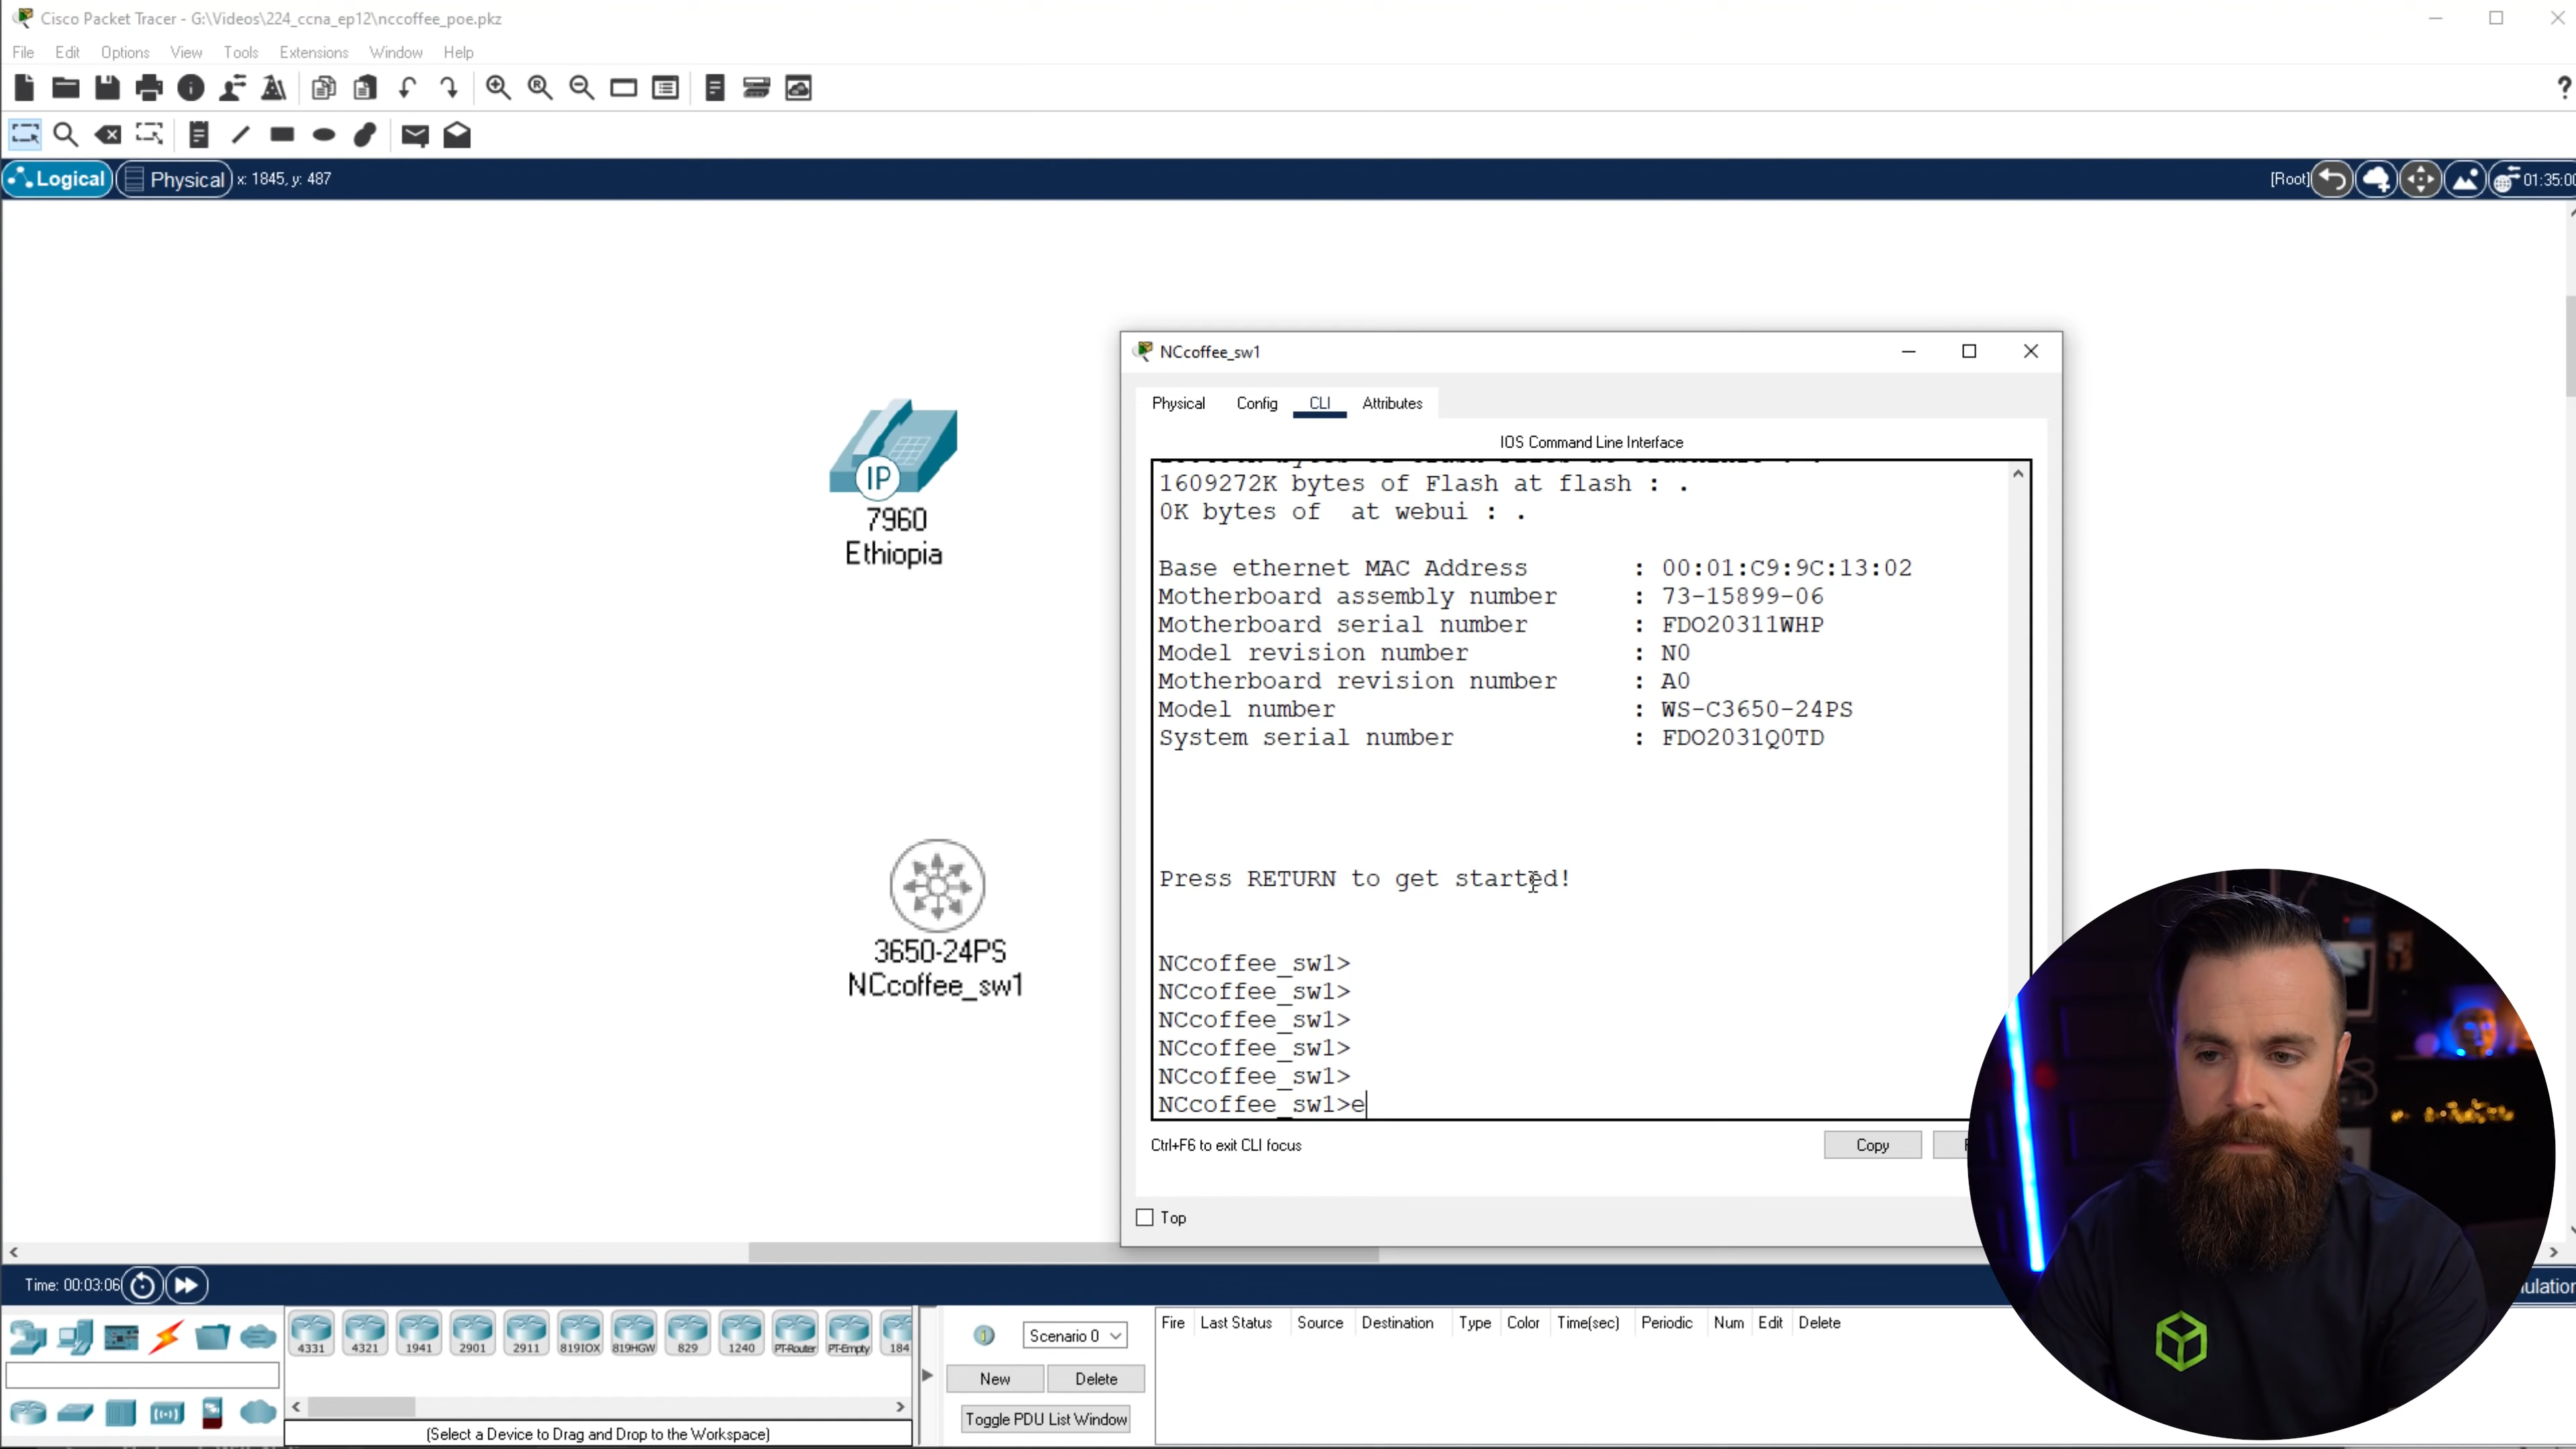 Cisco Packet Tracer - G:\Videos\224_ccna_ep12\nccoffee_poe.pkz
File Edit Options View Tools Extensions Window Help
?
Logical Physical x: 1845, y: 487 [Root] 01:35:00
IP
7960
Ethiopia
3650-24PS
NCcoffee_sw1
NCcoffee_sw1
Physical Config CLI Attributes
IOS Command Line Interface
1609272K bytes of Flash at flash : .
0K bytes of  at webui : .
Base ethernet MAC Address : 00:01:C9:9C:13:02
Motherboard assembly number : 73-15899-06
Motherboard serial number : FDO20311WHP
Model revision number : N0
Motherboard revision number : A0
Model number : WS-C3650-24PS
System serial number : FDO2031Q0TD
Press RETURN to get started!
NCcoffee_sw1>
NCcoffee_sw1>
NCcoffee_sw1>
NCcoffee_sw1>
NCcoffee_sw1>
NCcoffee_sw1>e
Ctrl+F6 to exit CLI focus
Copy
Top
Time: 00:03:06
4331 4321 1941 2901 2911 819IOX 819HGW 829 1240 PT-Router PT-Empty 184
(Select a Device to Drag and Drop to the Workspace)
Scenario 0
New Delete
Toggle PDU List Window
Fire Last Status Source Destination Type Color Time(sec) Periodic Num Edit Delete